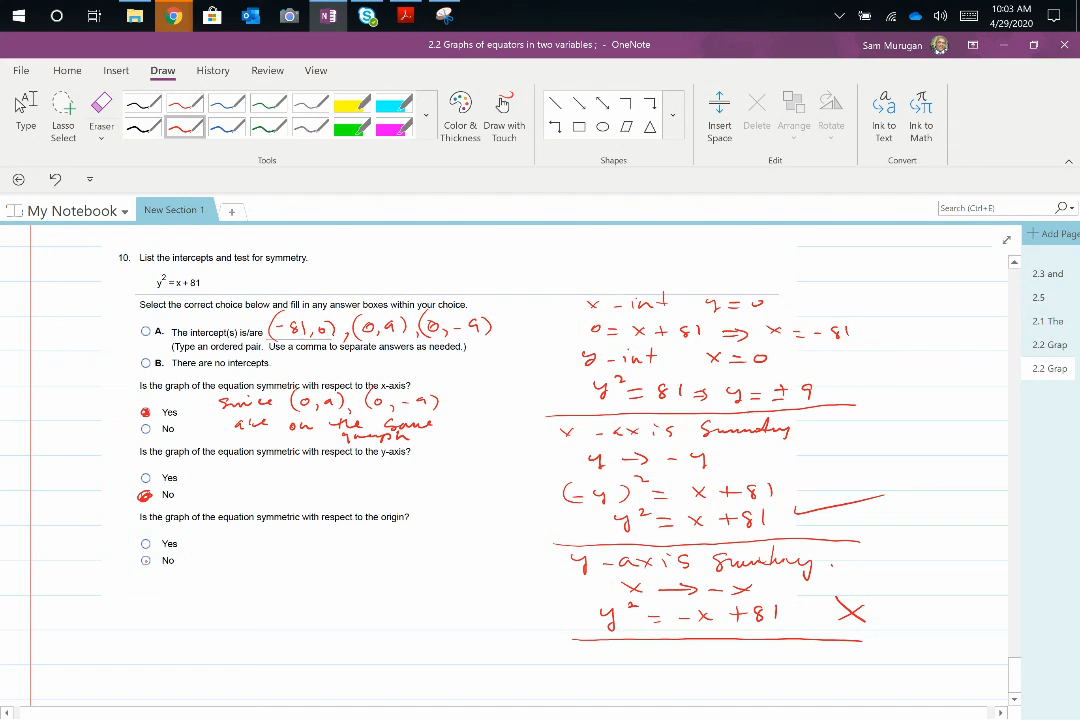 10:03 AM
4/29/2020
2.2 Graphs of equators in two variables ; - OneNote
Sam Murugan
File Home Insert Draw History Review View
Type
Lasso Select
Eraser
Color & Thickness
Draw with Touch
Insert Space
Delete
Arrange
Rotate
Ink to Text
Ink to Math
Tools
Shapes
Edit
Convert
My Notebook
New Section 1
Search (Ctrl+E)
Add Page
2.3 and
2.5
2.1 The
2.2 Grap
2.2 Grap
10. List the intercepts and test for symmetry.
y² = x + 81
Select the correct choice below and fill in any answer boxes within your choice.
A. The intercept(s) is/are (-81,0), (0,9), (0,-9)
(Type an ordered pair. Use a comma to separate answers as needed.)
B. There are no intercepts.
Is the graph of the equation symmetric with respect to the x-axis?
Yes
since (0,9), (0,-9)
No
are on the same
graph
Is the graph of the equation symmetric with respect to the y-axis?
Yes
No
Is the graph of the equation symmetric with respect to the origin?
Yes
No
x - int y = 0
0 = x + 81 ⇒ x = -81
y - int x = 0
y² = 81 ⇒ y = ± 9
x - axis
y → -y
(-y)² = x + 81
y² = x + 81 ✓
y - axis
x → -x
y² = -x + 81 X